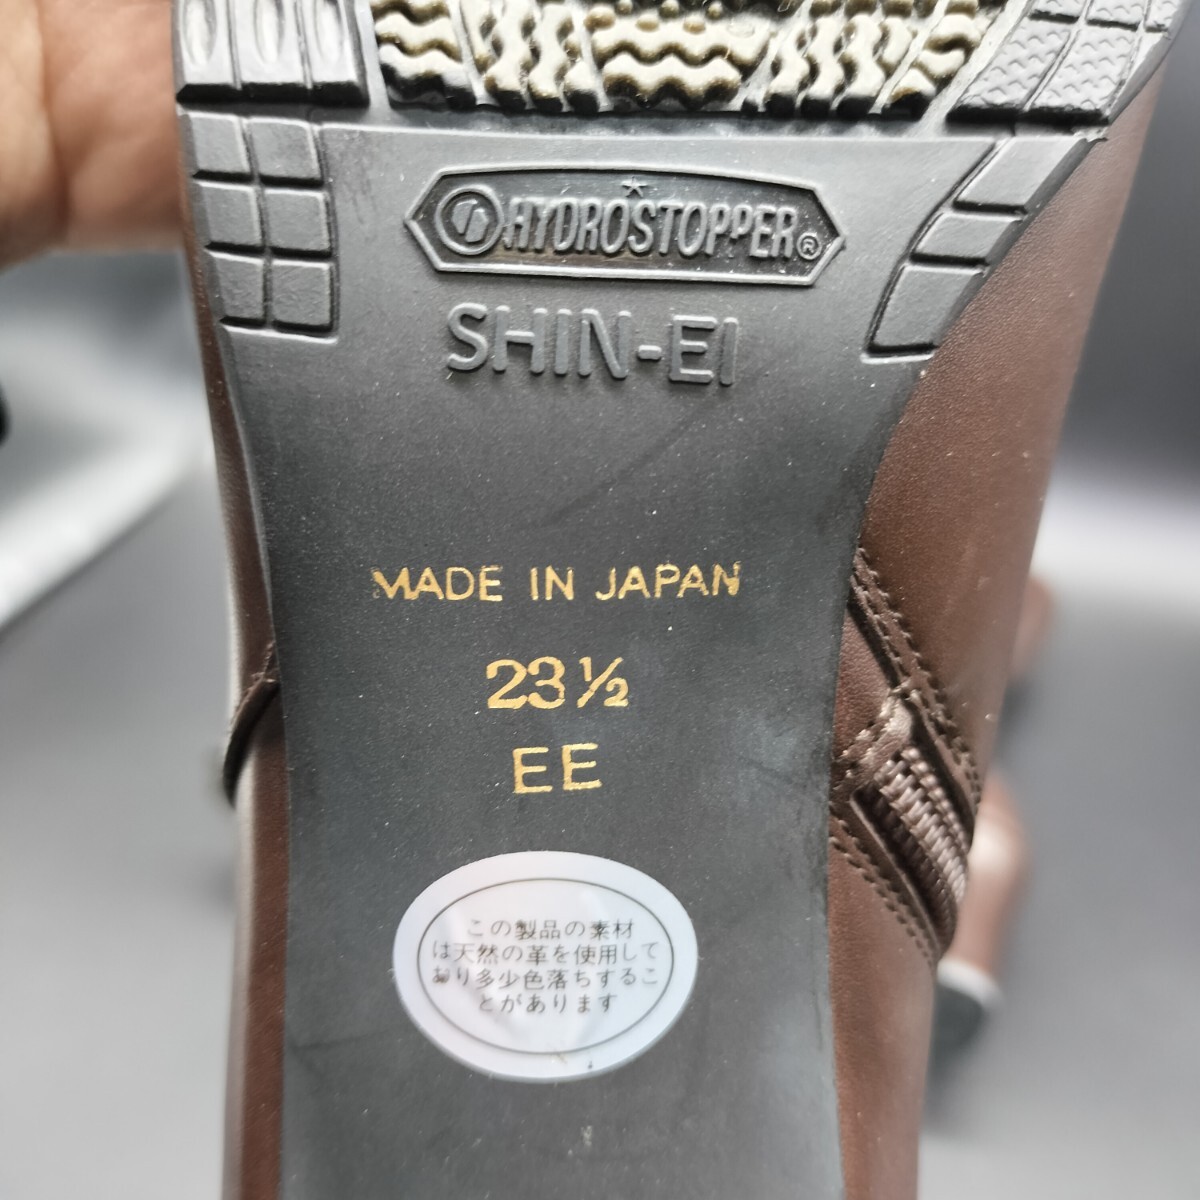 HYDROSTOPPER®
SHIN-EI
MADE IN JAPAN
23½
EE
この製品の素材
は天然の革を使用して
おり多少色落ちするこ
とがあります